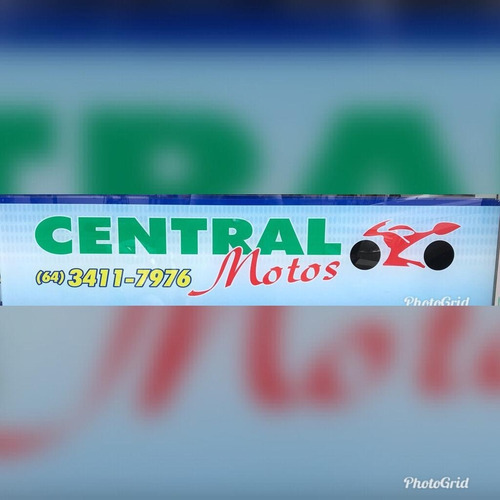 CENTRAL
Motos
(64) 3411-7976
PhotoGrid
PhotoGrid